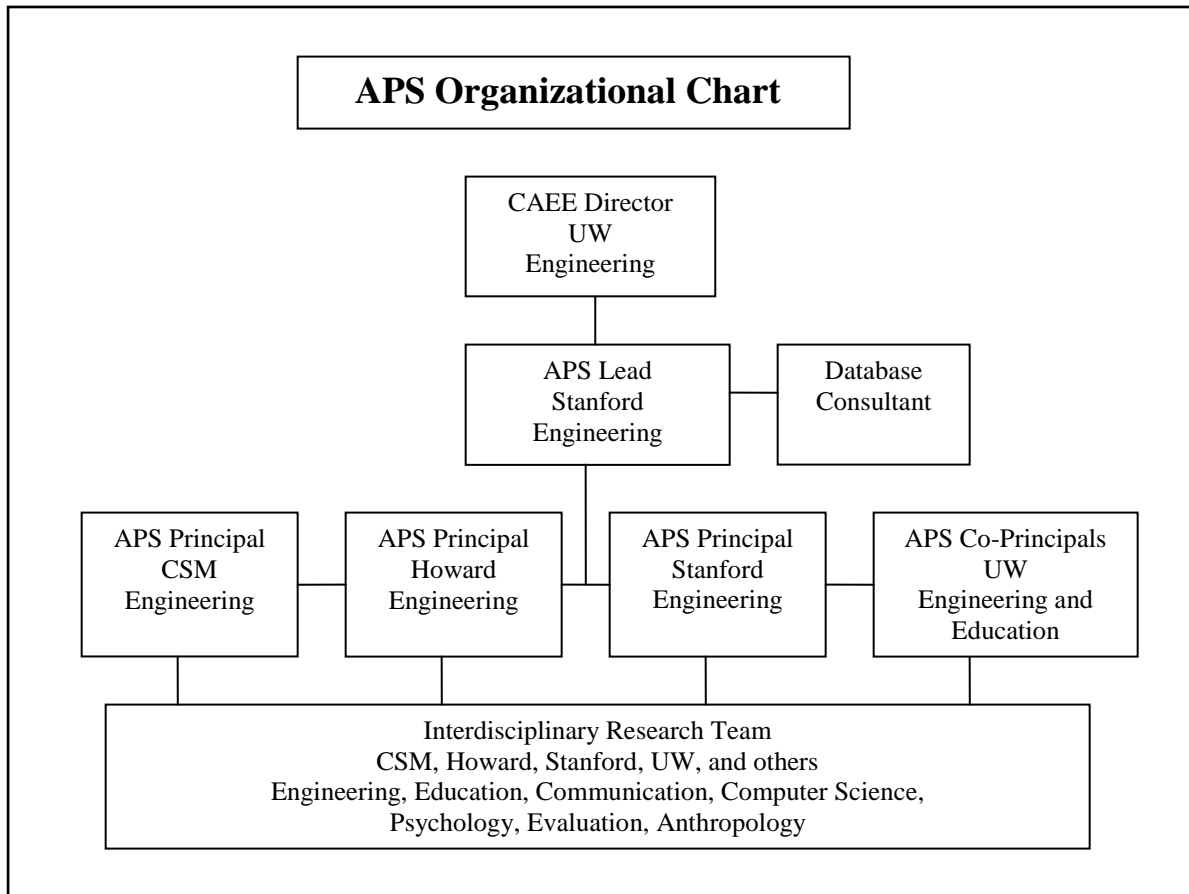 APS Organizational Chart
CAEE Director
UW
Engineering
APS Lead
Stanford
Engineering
Database
Consultant
APS Principal
CSM
Engineering
APS Principal
Howard
Engineering
APS Principal
Stanford
Engineering
APS Co-Principals
UW
Engineering and
Education
Interdisciplinary Research Team
CSM, Howard, Stanford, UW, and others
Engineering, Education, Communication, Computer Science,
Psychology, Evaluation, Anthropology